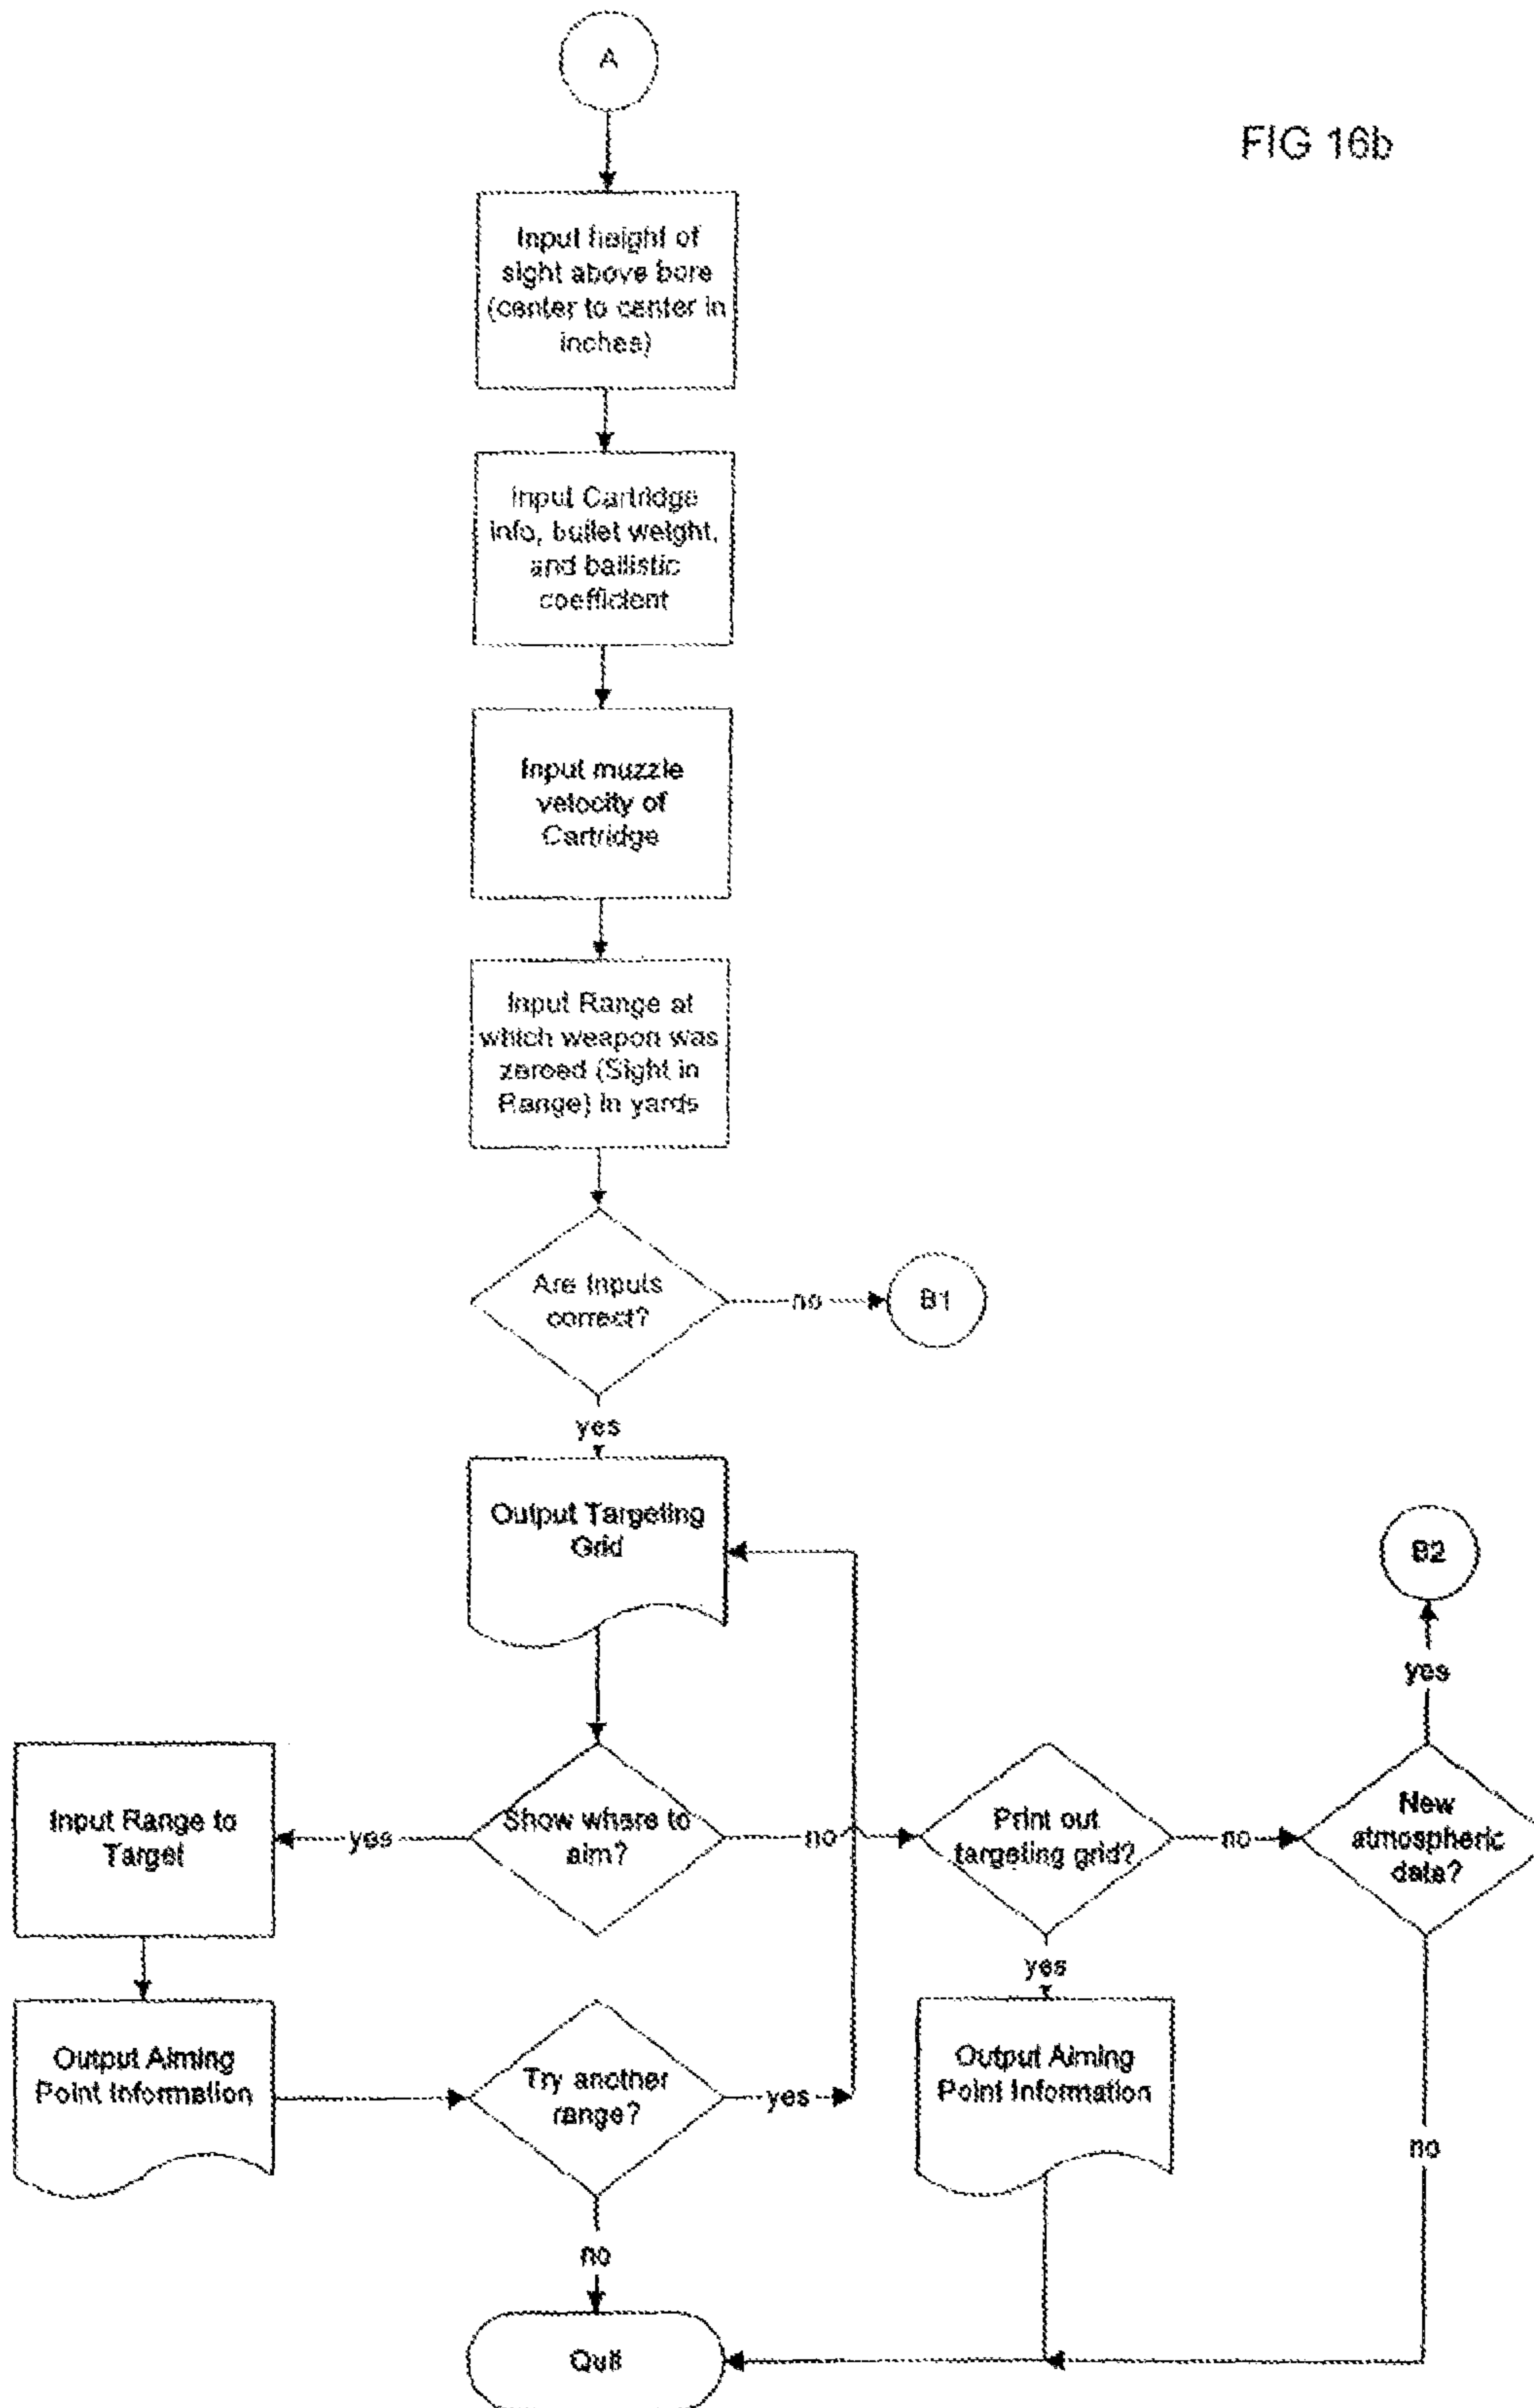 A
FIG 16b
Input height of
sight above bore
(center to center in
inches)
Input Cartridge
info, bullet weight,
and ballistic
coefficient
Input muzzle
velocity of
Cartridge
Input Range at
which weapon was
zeroed (Sight in
Range) in yards
Are Inputs
correct?
no
B1
yes
Output Targeting
Grid
B2
yes
Input Range to
Target
yes
Show where to
aim?
no
Print out
targeting grid?
no
New
atmospheric
data?
yes
Output Aiming
Point Information
Try another
range?
yes
Output Aiming
Point Information
no
no
Quit